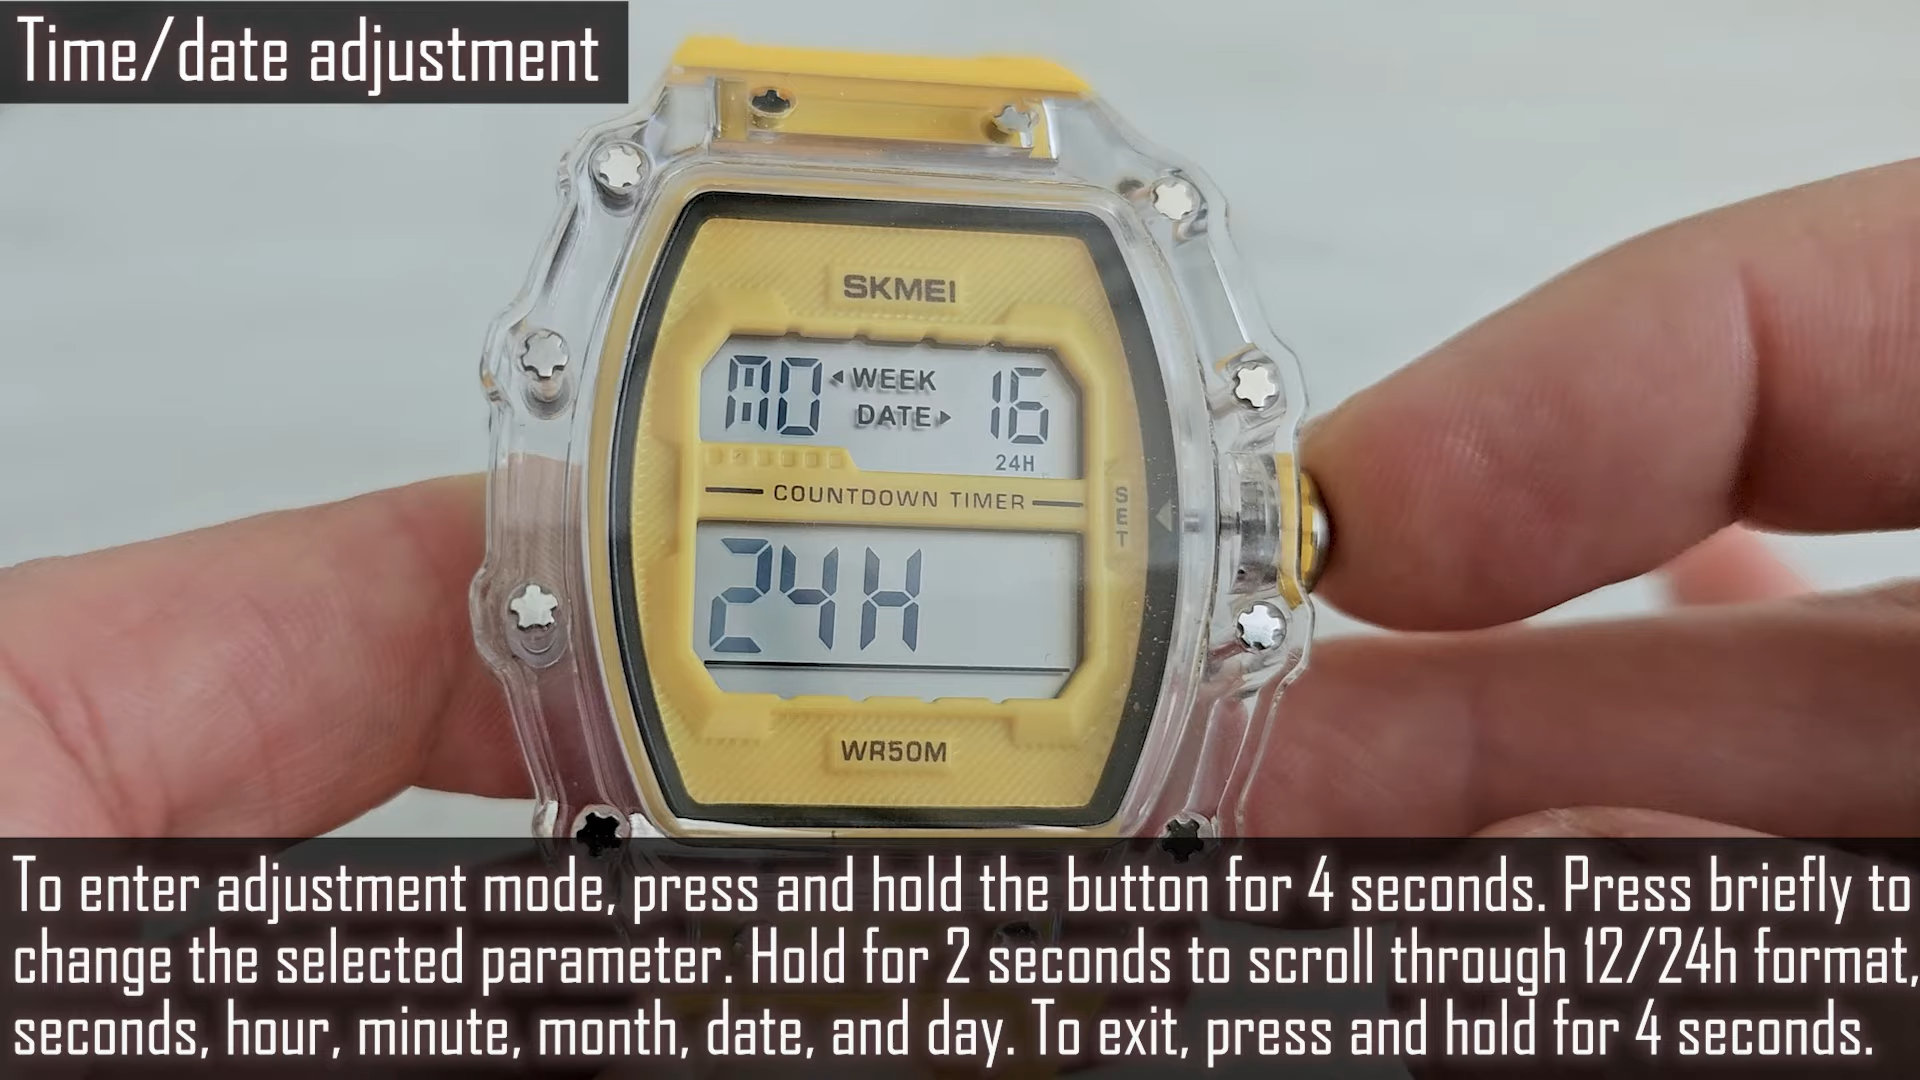 Time/date adjustment
SKMEI
MO ◂WEEK 16
DATE▸
24H
COUNTDOWN TIMER
SET
24H
WR50M
To enter adjustment mode, press and hold the button for 4 seconds. Press briefly to
change the selected parameter. Hold for 2 seconds to scroll through 12/24h format,
seconds, hour, minute, month, date, and day. To exit, press and hold for 4 seconds.